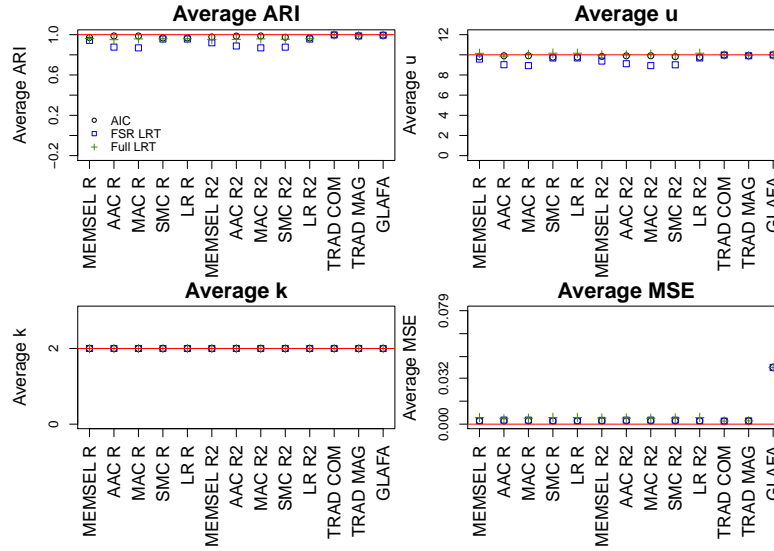 Average ARI
Average ARI
1.0
0.6
0.2
−0.2
AIC
FSR LRT
Full LRT
MEMSEL R
AAC R
MAC R
SMC R
LR R
MEMSEL R2
AAC R2
MAC R2
SMC R2
LR R2
TRAD COM
TRAD MAG
GLAFA
Average u
Average u
12
8
6
4
2
0
MEMSEL R
AAC R
MAC R
SMC R
LR R
MEMSEL R2
AAC R2
MAC R2
SMC R2
LR R2
TRAD COM
TRAD MAG
GLAFA
Average k
Average k
2
0
MEMSEL R
AAC R
MAC R
SMC R
LR R
MEMSEL R2
AAC R2
MAC R2
SMC R2
LR R2
TRAD COM
TRAD MAG
GLAFA
Average MSE
Average MSE
0.079
0.032
0.000
MEMSEL R
AAC R
MAC R
SMC R
LR R
MEMSEL R2
AAC R2
MAC R2
SMC R2
LR R2
TRAD COM
TRAD MAG
GLAFA